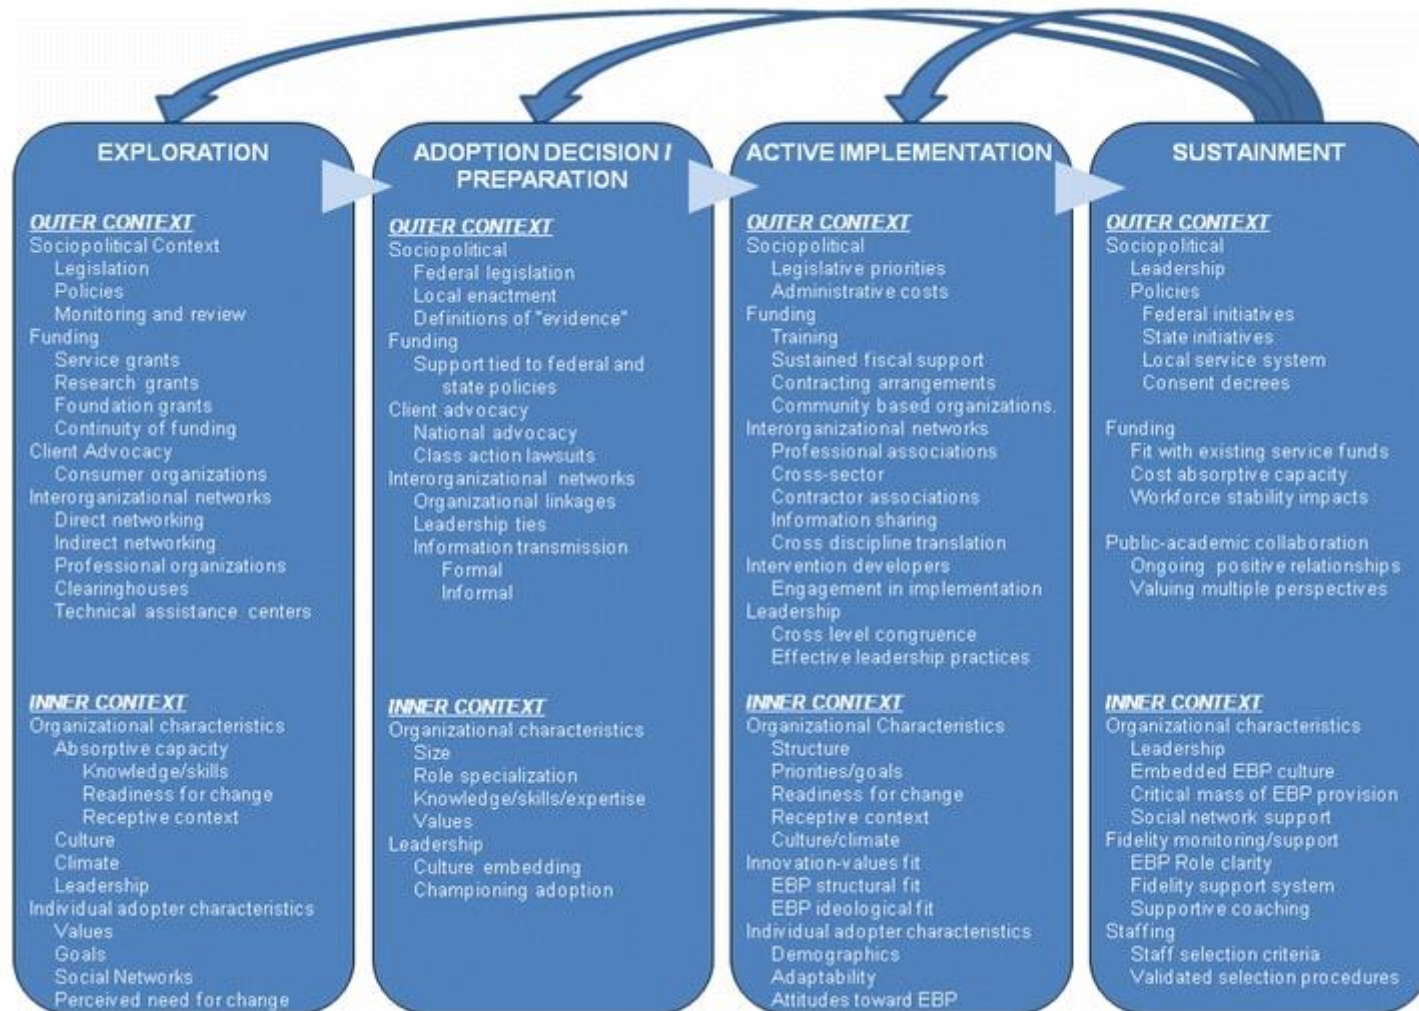 EXPLORATION
OUTER CONTEXT
Sociopolitical Context
Legislation
Policies
Monitoring and review
Funding
Service grants
Research grants
Foundation grants
Continuity of funding
Client Advocacy
Consumer organizations
Interorganizational networks
Direct networking
Indirect networking
Professional organizations
Clearinghouses
Technical assistance centers
INNER CONTEXT
Organizational characteristics
Absorptive capacity
Knowledge/skills
Readiness for change
Receptive context
Culture
Climate
Leadership
Individual adopter characteristics
Values
Goals
Social Networks
Perceived need for change
ADOPTION DECISION /
PREPARATION
OUTER CONTEXT
Sociopolitical
Federal legislation
Local enactment
Definitions of "evidence"
Funding
Support tied to federal and
state policies
Client advocacy
National advocacy
Class action lawsuits
Interorganizational networks
Organizational linkages
Leadership ties
Information transmission
Formal
Informal
INNER CONTEXT
Organizational characteristics
Size
Role specialization
Knowledge/skills/expertise
Values
Leadership
Culture embedding
Championing adoption
ACTIVE IMPLEMENTATION
OUTER CONTEXT
Sociopolitical
Legislative priorities
Administrative costs
Funding
Training
Sustained fiscal support
Contracting arrangements
Community based organizations.
Interorganizational networks
Professional associations
Cross-sector
Contractor associations
Information sharing
Cross discipline translation
Intervention developers
Engagement in implementation
Leadership
Cross level congruence
Effective leadership practices
INNER CONTEXT
Organizational Characteristics
Structure
Priorities/goals
Readiness for change
Receptive context
Culture/climate
Innovation-values fit
EBP structural fit
EBP ideological fit
Individual adopter characteristics
Demographics
Adaptability
Attitudes toward EBP
SUSTAINMENT
OUTER CONTEXT
Sociopolitical
Leadership
Policies
Federal initiatives
State initiatives
Local service system
Consent decrees
Funding
Fit with existing service funds
Cost absorptive capacity
Workforce stability impacts
Public-academic collaboration
Ongoing positive relationships
Valuing multiple perspectives
INNER CONTEXT
Organizational characteristics
Leadership
Embedded EBP culture
Critical mass of EBP provision
Social network support
Fidelity monitoring/support
EBP Role clarity
Fidelity support system
Supportive coaching
Staffing
Staff selection criteria
Validated selection procedures